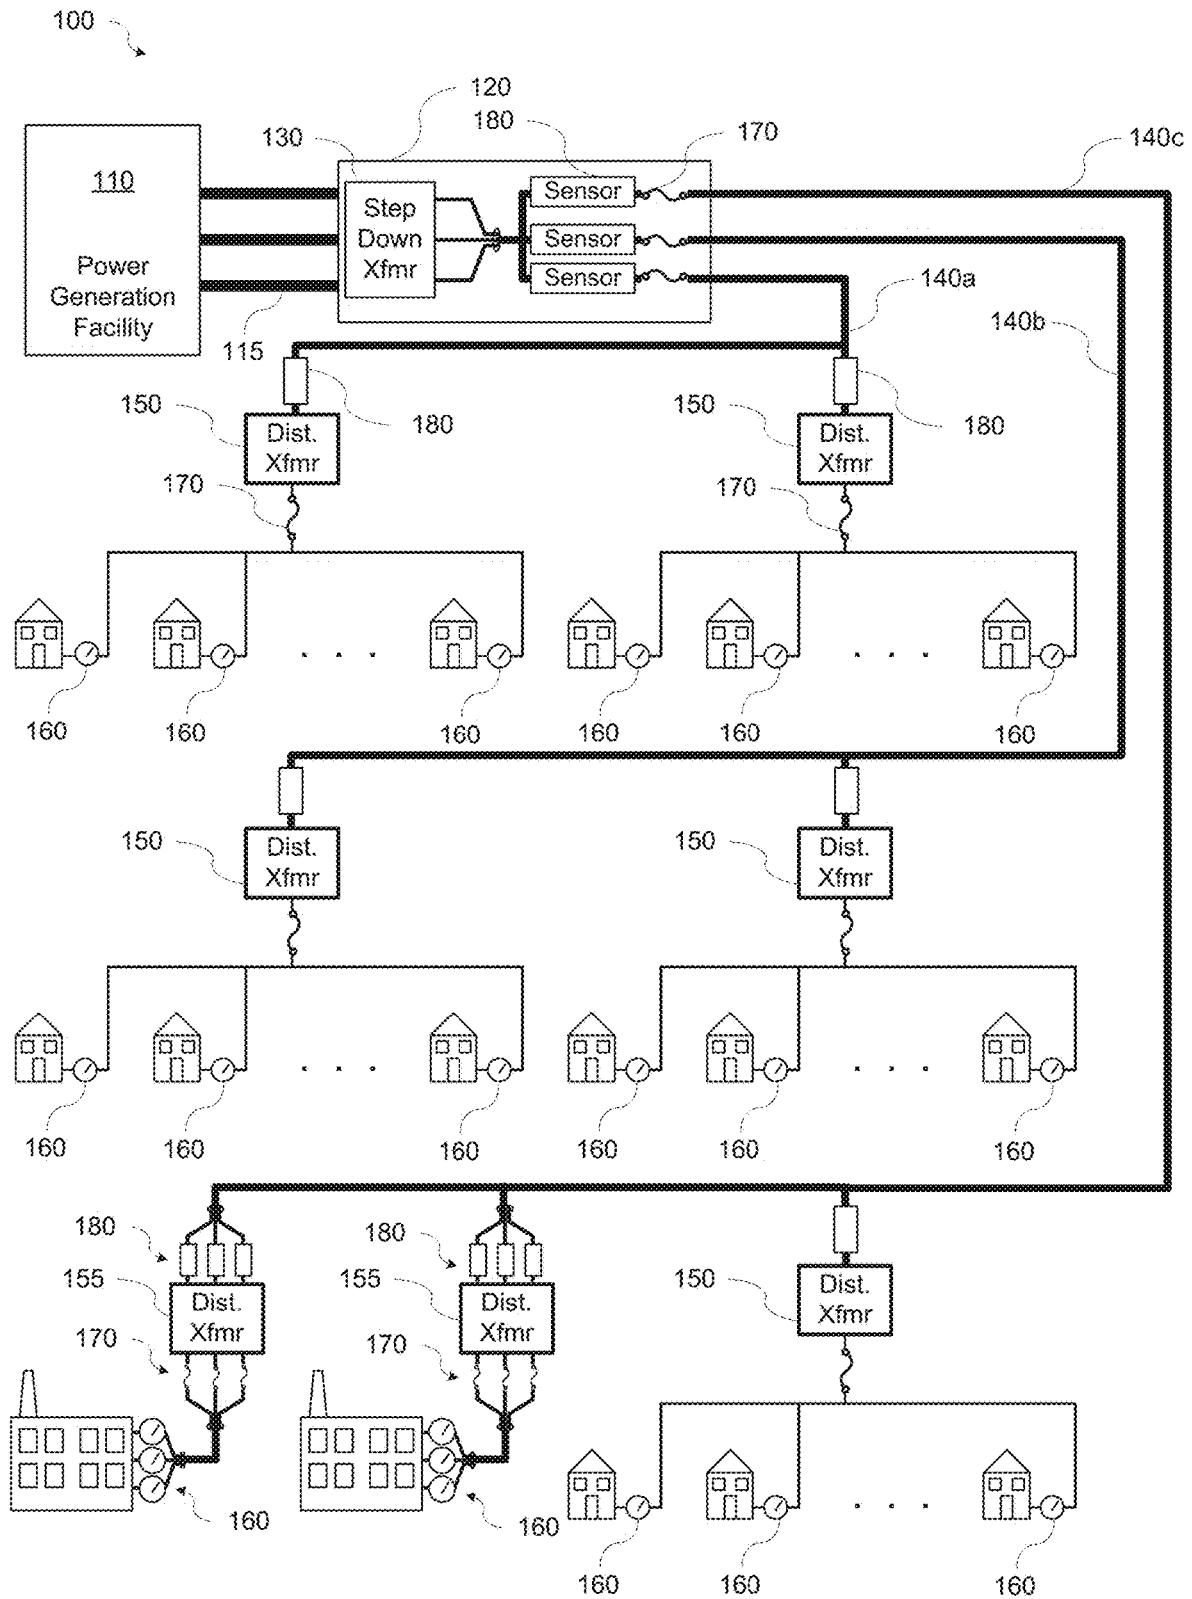 100
120
180
170
130
140c
110
Power
Generation
Facility
Step
Down
Xfmr
Sensor
Sensor
Sensor
140a
140b
115
150
180
150
180
Dist.
Xfmr
Dist.
Xfmr
170
170
. . .
. . .
160
160
160
160
160
160
150
150
Dist.
Xfmr
Dist.
Xfmr
. . .
. . .
160
160
160
160
160
160
180
180
155
155
150
Dist.
Xfmr
Dist.
Xfmr
Dist.
Xfmr
170
170
. . .
160
160
160
160
160